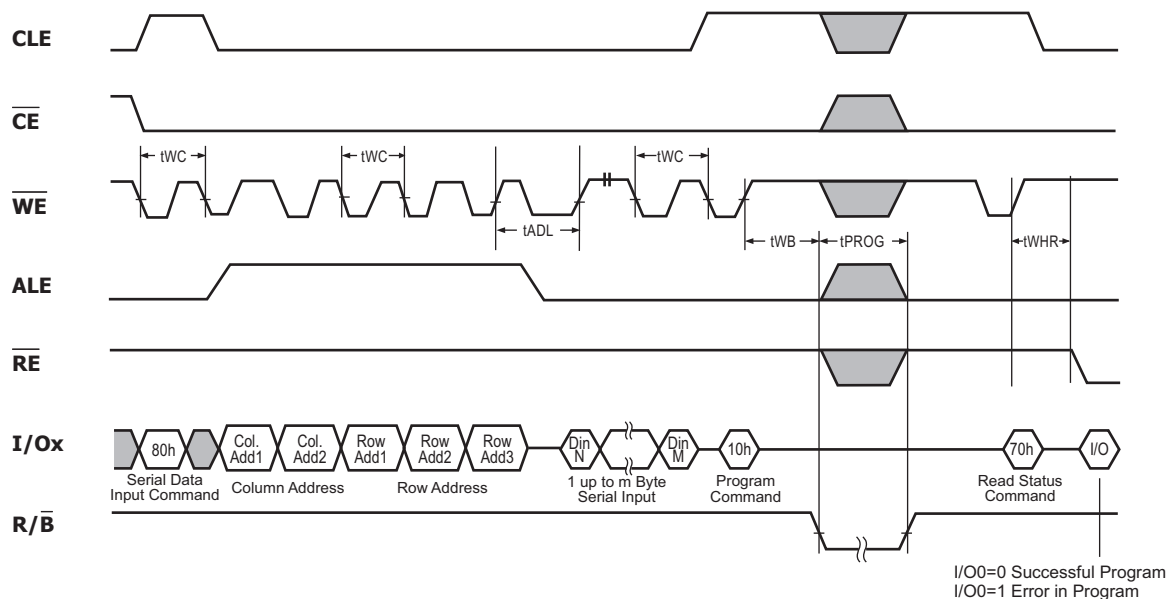 CLE
CE
tWC tWC tWC
WE
tADL
tWB tPROG tWHR
ALE
RE
I/Ox
80h Col. Add1 Col. Add2 Row Add1 Row Add2 Row Add3 Din N Din M 10h 70h I/O
Serial Data Input Command
Column Address
Row Address
1 up to m Byte Serial Input
Program Command
Read Status Command
R/B
I/O0=0 Successful Program
I/O0=1 Error in Program